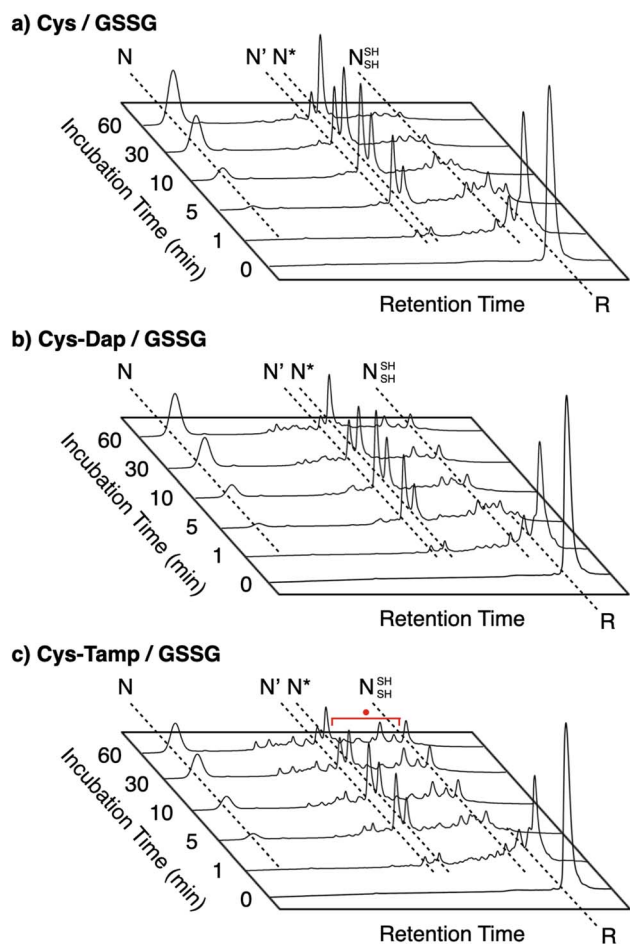 a) Cys / GSSG
N N' N* N SH SH
60
30
10
5
1
0
Incubation Time (min)
Retention Time
R
b) Cys-Dap / GSSG
N N' N* N SH SH
60
30
10
5
1
0
Incubation Time (min)
Retention Time
R
c) Cys-Tamp / GSSG
N N' N* N SH SH
60
30
10
5
1
0
Incubation Time (min)
Retention Time
R